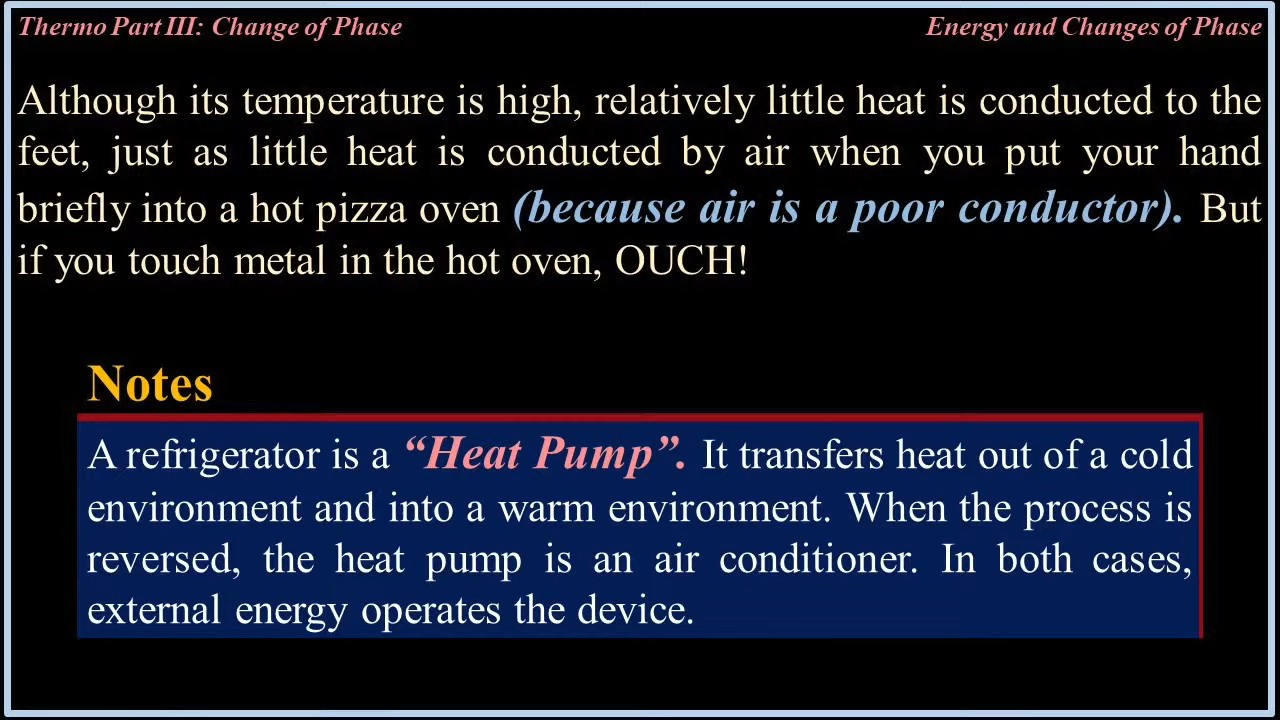 Thermo Part III: Change of Phase
Energy and Changes of Phase
Although its temperature is high, relatively little heat is conducted to the
feet, just as little heat is conducted by air when you put your hand
briefly into a hot pizza oven (because air is a poor conductor). But
if you touch metal in the hot oven, OUCH!
Notes
A refrigerator is a “Heat Pump”. It transfers heat out of a cold
environment and into a warm environment. When the process is
reversed, the heat pump is an air conditioner. In both cases,
external energy operates the device.